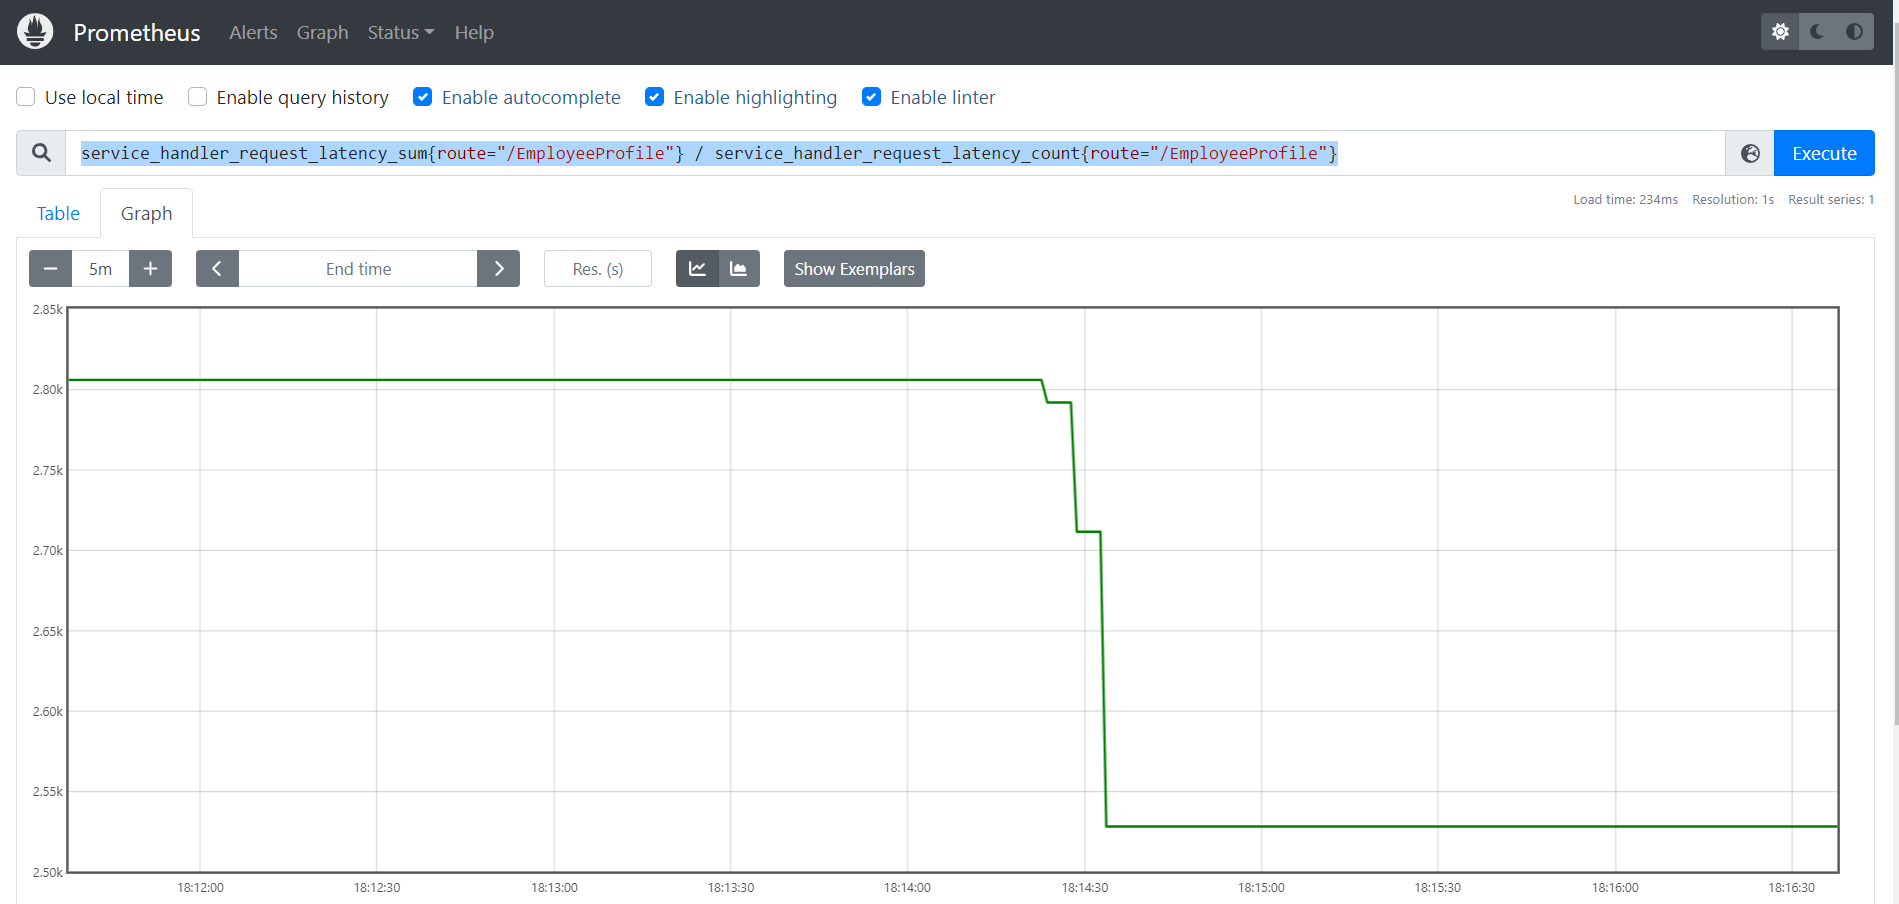 Prometheus Alerts Graph Status Help
Use local time Enable query history Enable autocomplete Enable highlighting Enable linter
service_handler_request_latency_sum{route="/EmployeeProfile"} / service_handler_request_latency_count{route="/EmployeeProfile"} Execute
Table Graph Load time: 234ms Resolution: 1s Result series: 1
5m End time Res. (s) Show Exemplars
2.85k
2.80k
2.75k
2.70k
2.65k
2.60k
2.55k
2.50k
18:12:00 18:12:30 18:13:00 18:13:30 18:14:00 18:14:30 18:15:00 18:15:30 18:16:00 18:16:30